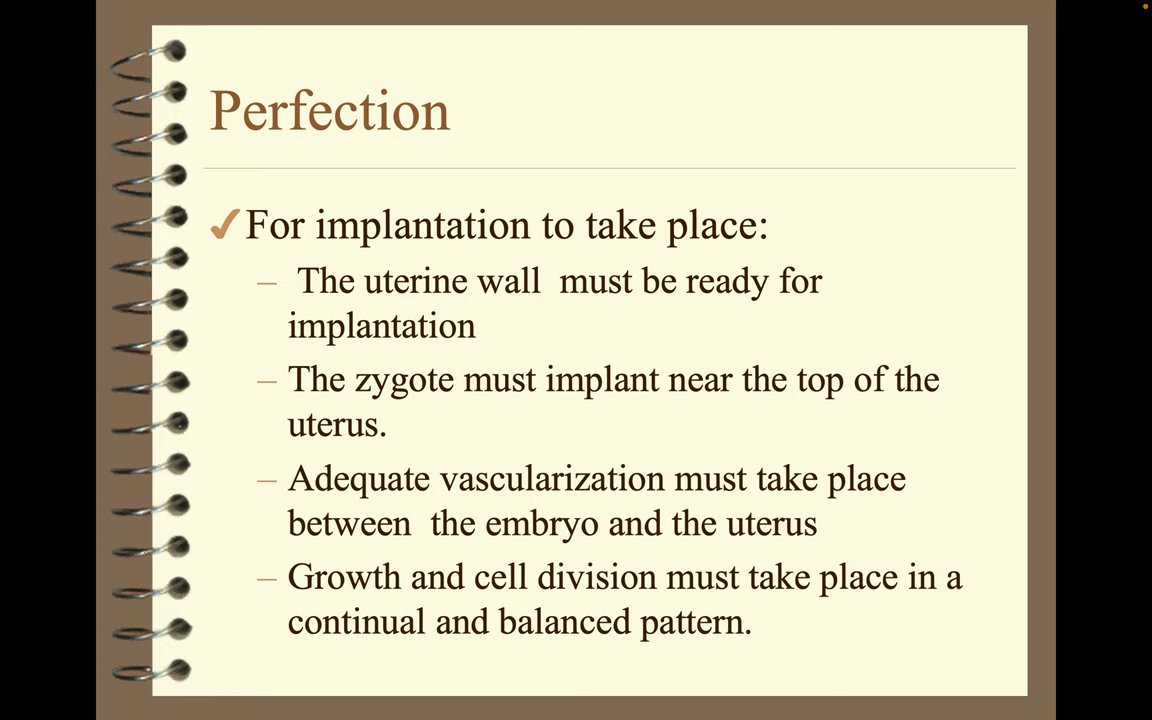 Perfection
✓For implantation to take place:
– The uterine wall  must be ready for
implantation
– The zygote must implant near the top of the
uterus.
– Adequate vascularization must take place
between  the embryo and the uterus
– Growth and cell division must take place in a
continual and balanced pattern.